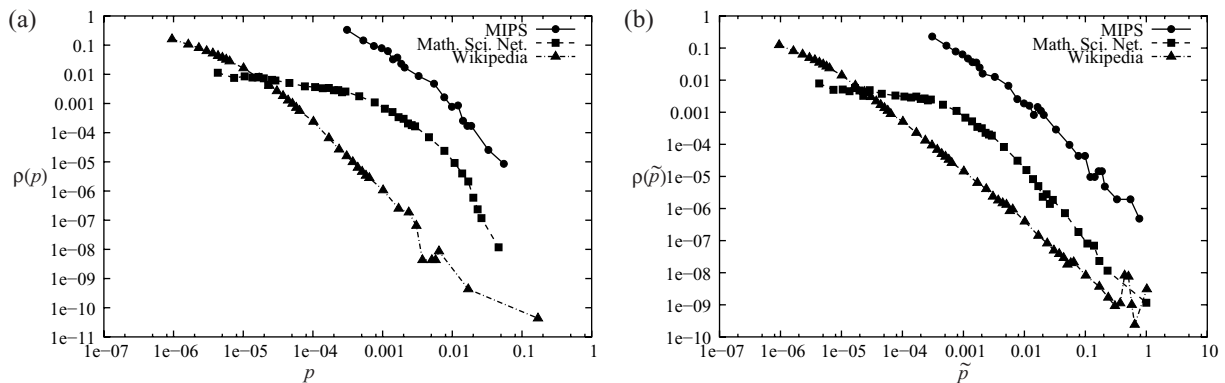 (a)
MIPS
Math. Sci. Net.
Wikipedia
1
0.1
0.01
0.001
1e−04
1e−05
ρ(p)
1e−06
1e−07
1e−08
1e−09
1e−10
1e−11
1e−07 1e−06 1e−05 1e−04 0.001 0.01 0.1 1
p
(b)
MIPS
Math. Sci. Net.
Wikipedia
1
0.1
0.01
0.001
1e−04
ρ(p̃) 1e−05
1e−06
1e−07
1e−08
1e−09
1e−10
1e−07 1e−06 1e−05 1e−04 0.001 0.01 0.1 1 10
p̃